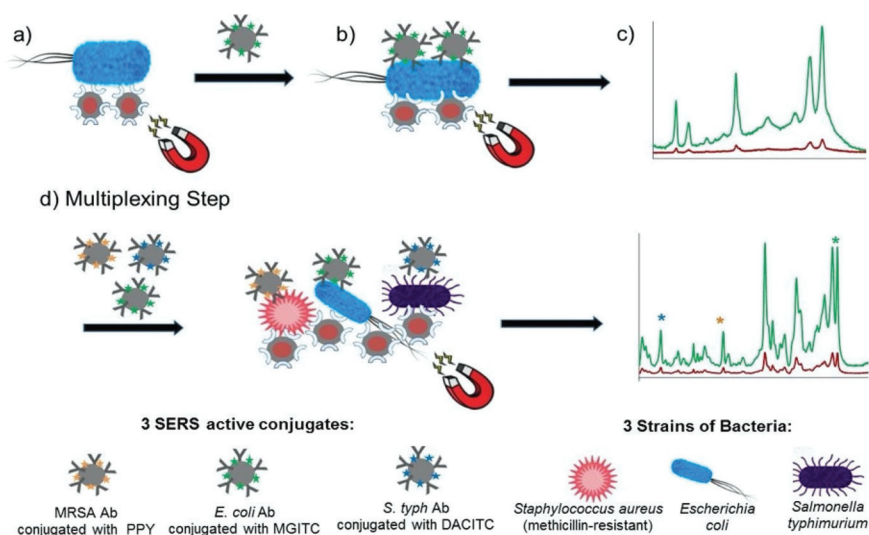 a)
b)
c)
d) Multiplexing Step
*
*
*
3 SERS active conjugates:
3 Strains of Bacteria:
MRSA Ab
conjugated with PPY
E. coli Ab
conjugated with MGITC
S. typh Ab
conjugated with DACITC
Staphylococcus aureus
(methicillin-resistant)
Escherichia
coli
Salmonella
typhimurium